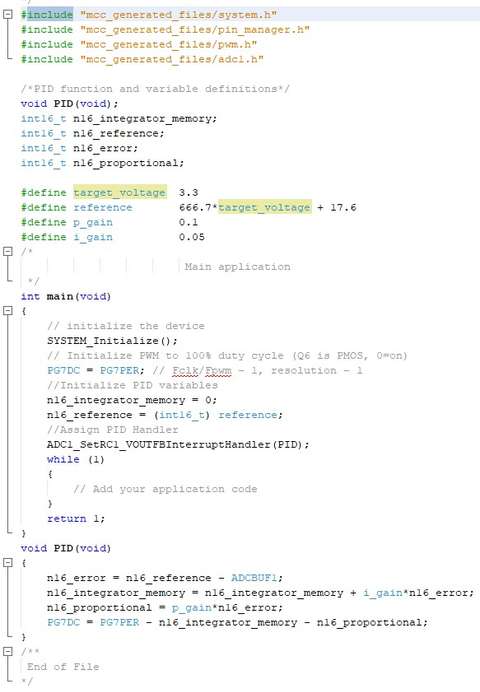 */
#include "mcc_generated_files/system.h"
#include "mcc_generated_files/pin_manager.h"
#include "mcc_generated_files/pwm.h"
#include "mcc_generated_files/adc1.h"
/*PID function and variable definitions*/
void PID(void);
int16_t n16_integrator_memory;
int16_t n16_reference;
int16_t n16_error;
int16_t n16_proportional;
#define target_voltage 3.3
#define reference 666.7*target_voltage + 17.6
#define p_gain 0.1
#define i_gain 0.05
/*
Main application
*/
int main(void)
{
// initialize the device
SYSTEM_Initialize();
// Initialize PWM to 100% duty cycle (Q6 is PMOS, 0=on)
PG7DC = PG7PER; // Fclk/Fpwm - 1, resolution - 1
//Initialize PID variables
n16_integrator_memory = 0;
n16_reference = (int16_t) reference;
//Assign PID Handler
ADC1_SetRC1_VOUTFBInterruptHandler(PID);
while (1)
{
// Add your application code
}
return 1;
}
void PID(void)
{
n16_error = n16_reference - ADCBUF1;
n16_integrator_memory = n16_integrator_memory + i_gain*n16_error;
n16_proportional = p_gain*n16_error;
PG7DC = PG7PER - n16_integrator_memory - n16_proportional;
}
/**
End of File
*/